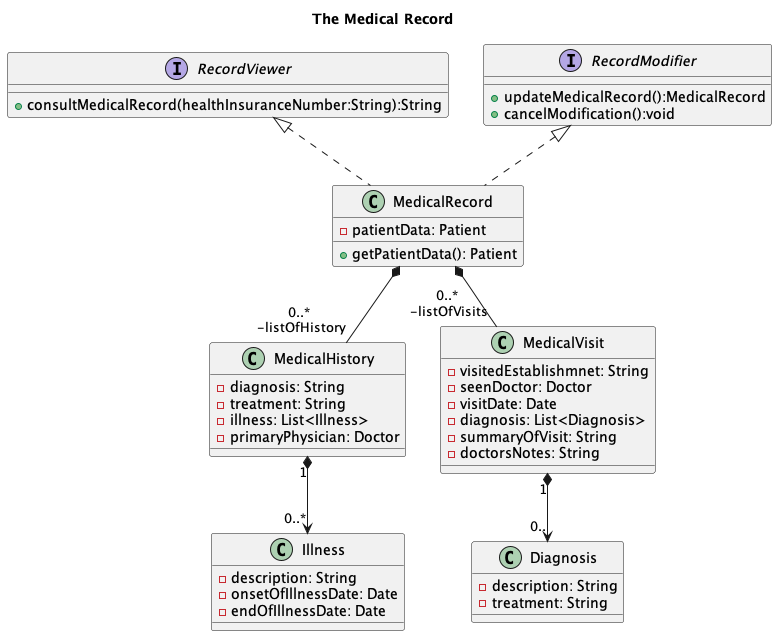 The Medical Record
I RecordViewer
consultMedicalRecord(healthInsuranceNumber:String):String
I RecordModifier
updateMedicalRecord():MedicalRecord
cancelModification():void
C MedicalRecord
patientData: Patient
getPatientData(): Patient
0..*
-listOfHistory
0..*
-listOfVisits
C MedicalHistory
diagnosis: String
treatment: String
illness: List<Illness>
primaryPhysician: Doctor
C MedicalVisit
visitedEstablishmnet: String
seenDoctor: Doctor
visitDate: Date
diagnosis: List<Diagnosis>
summaryOfVisit: String
doctorsNotes: String
1
0..*
1
0..
C Illness
description: String
onsetOfIllnessDate: Date
endOfIllnessDate: Date
C Diagnosis
description: String
treatment: String